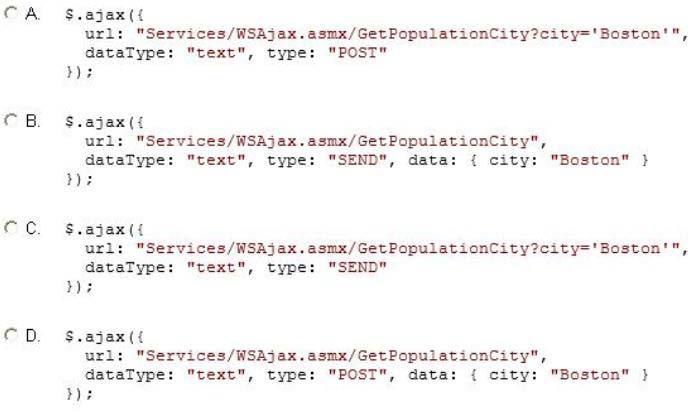 A. $.ajax({
url: "Services/WSAjax.asmx/GetPopulationCity?city='Boston'",
dataType: "text", type: "POST"
});
B. $.ajax({
url: "Services/WSAjax.asmx/GetPopulationCity",
dataType: "text", type: "SEND", data: { city: "Boston" }
});
C. $.ajax({
url: "Services/WSAjax.asmx/GetPopulationCity?city='Boston'",
dataType: "text", type: "SEND"
});
D. $.ajax({
url: "Services/WSAjax.asmx/GetPopulationCity",
dataType: "text", type: "POST", data: { city: "Boston" }
});